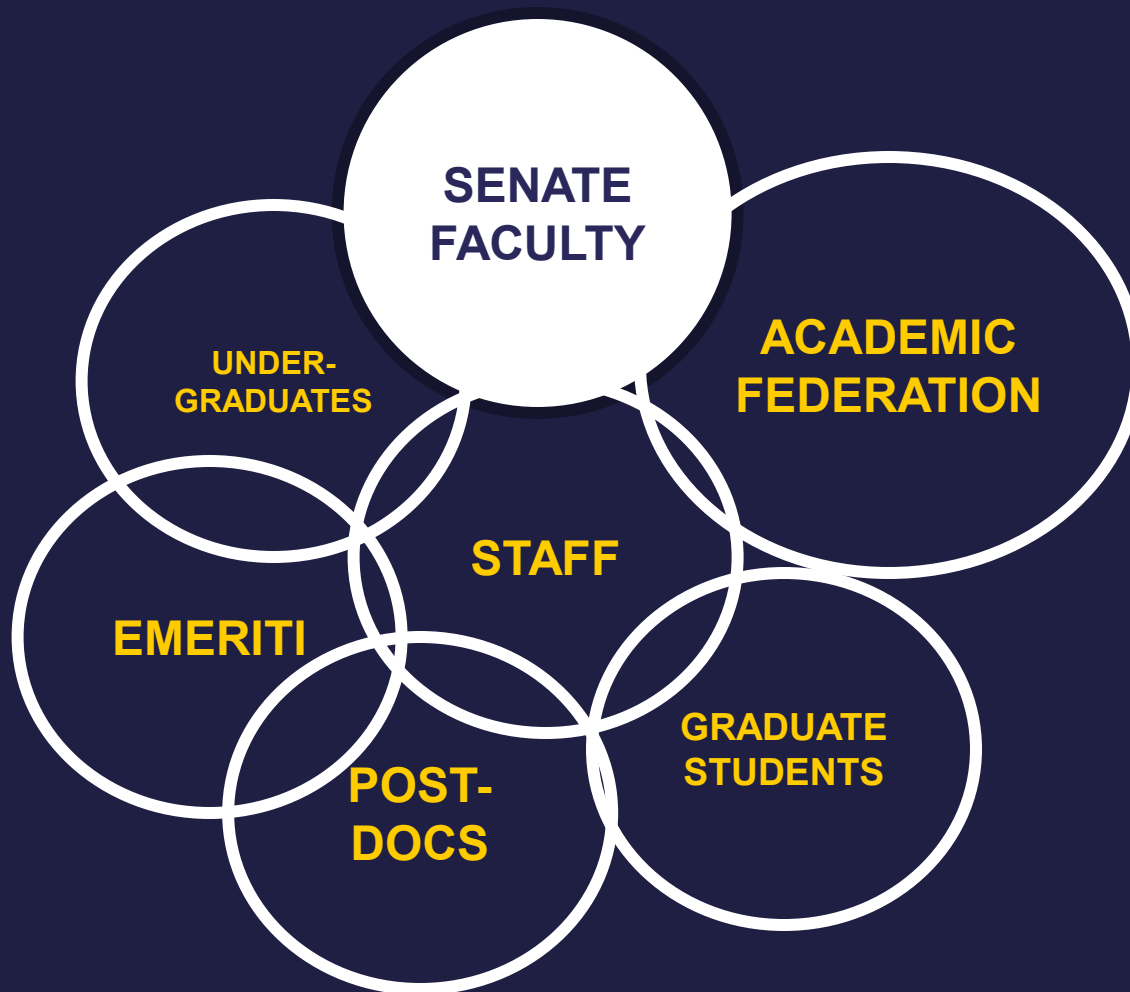 SENATE
FACULTY
ACADEMIC
FEDERATION
UNDER-
GRADUATES
STAFF
EMERITI
GRADUATE
STUDENTS
POST-
DOCS